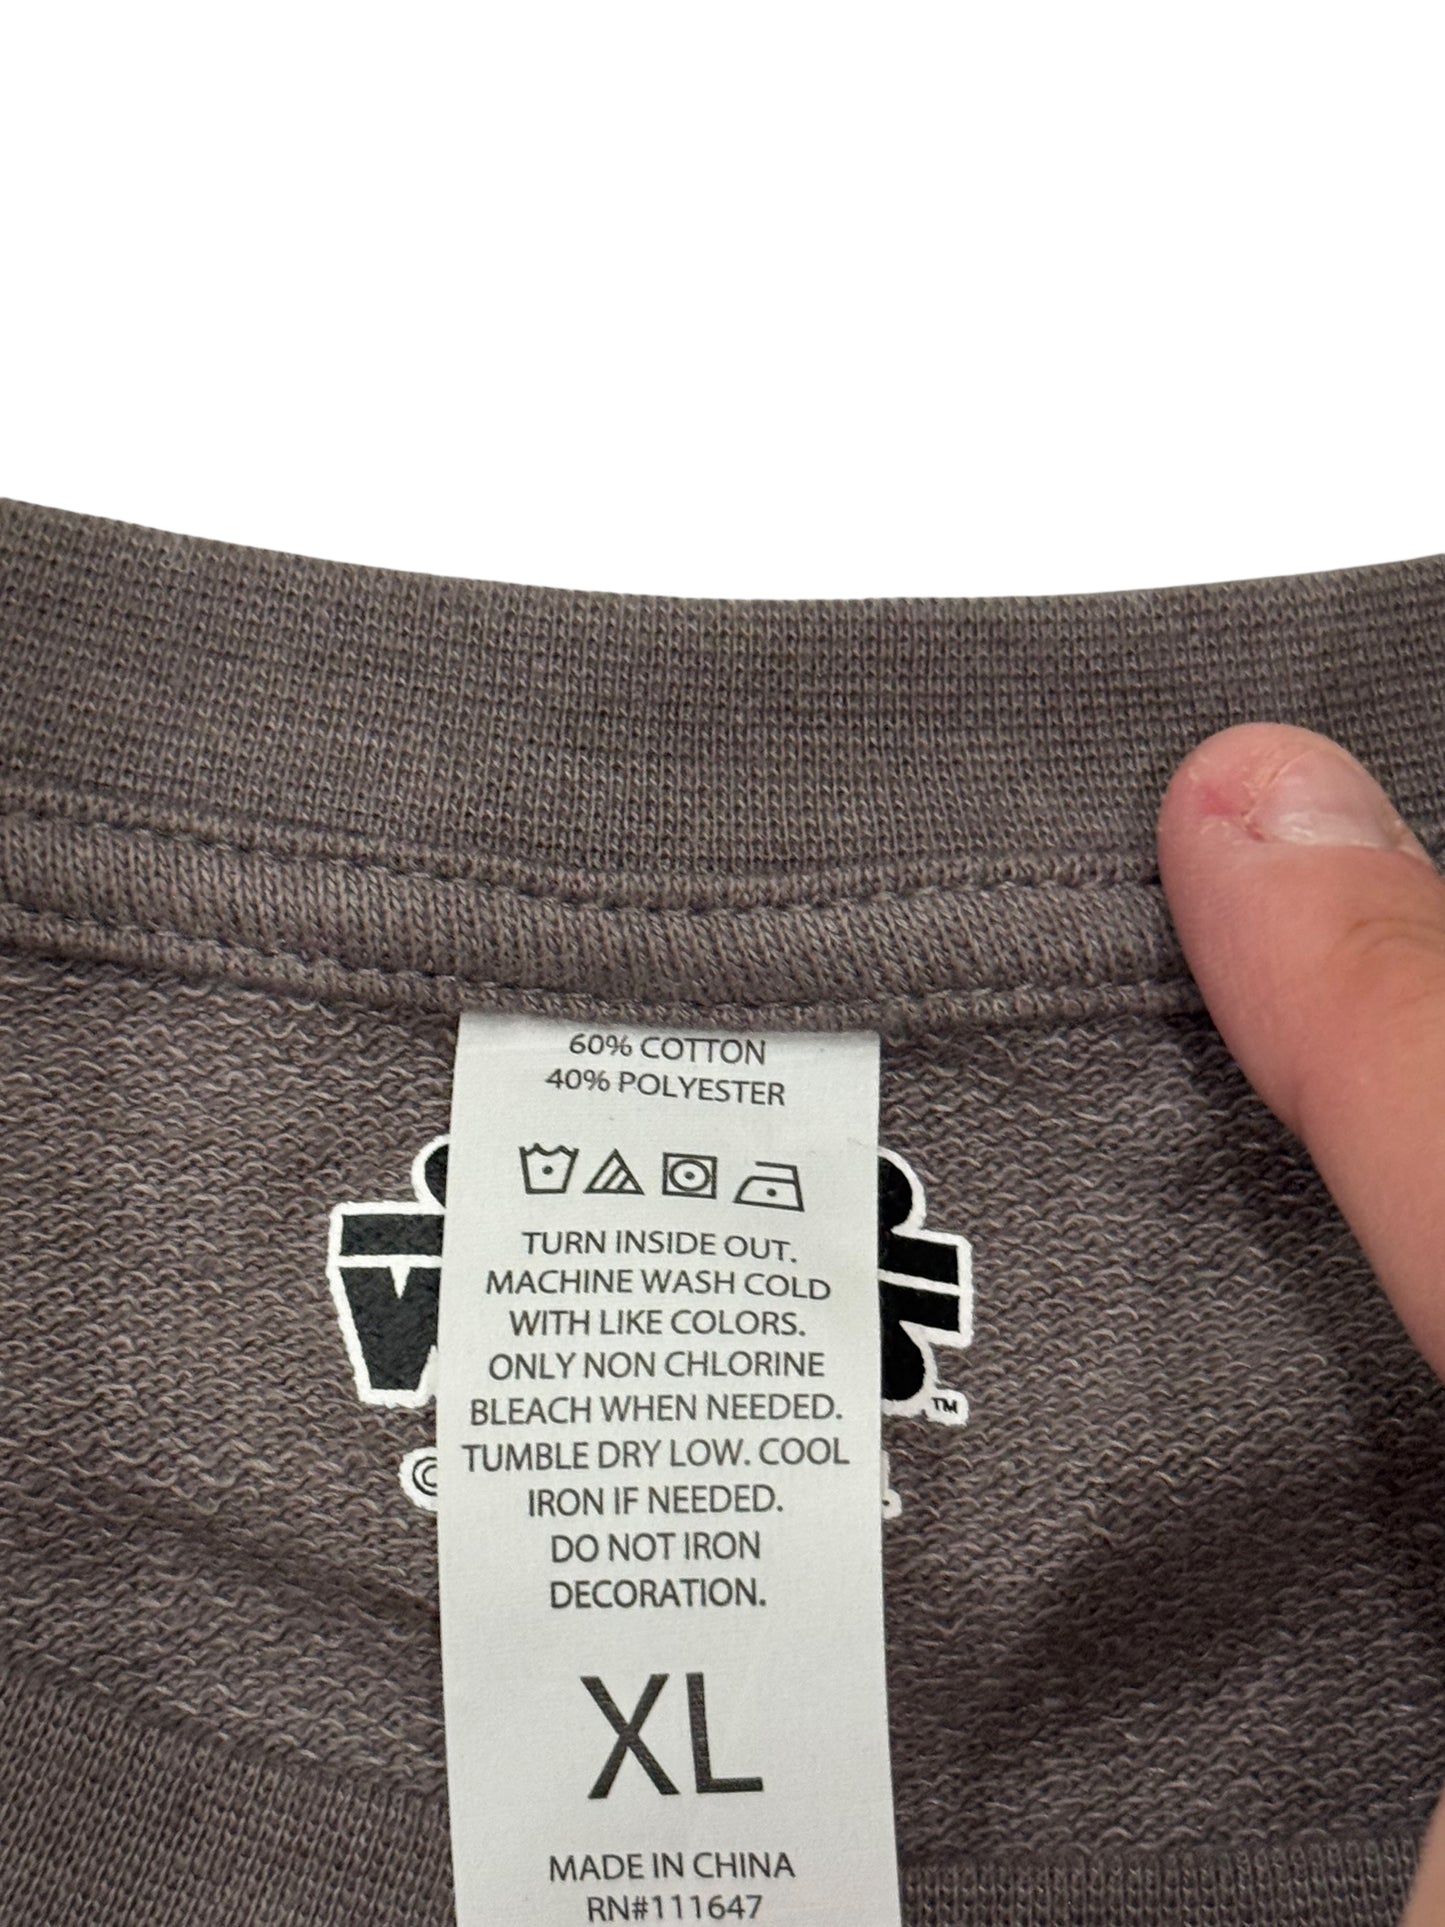 60% COTTON
40% POLYESTER
TURN INSIDE OUT.
MACHINE WASH COLD
WITH LIKE COLORS.
ONLY NON CHLORINE
BLEACH WHEN NEEDED.
TUMBLE DRY LOW. COOL
IRON IF NEEDED.
DO NOT IRON
DECORATION.
XL
MADE IN CHINA
RN#111647
TM
©